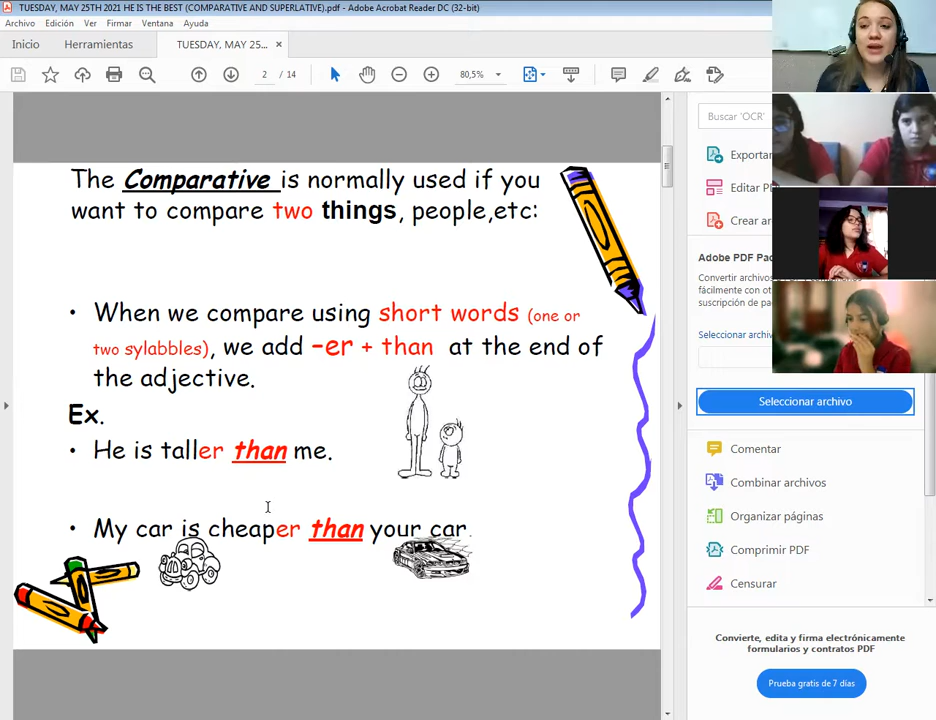 TUESDAY, MAY 25TH 2021 HE IS THE BEST (COMPARATIVE AND SUPERLATIVE).pdf - Adobe Acrobat Reader DC (32-bit)
Archivo Edición Ver Firmar Ventana Ayuda
Inicio Herramientas TUESDAY, MAY 25... ×
2 / 14 80,5%
The Comparative is normally used if you
want to compare two things, people,etc:
• When we compare using short words (one or
two sylabbles), we add –er + than at the end of
the adjective.
Ex.
• He is taller than me.
• My car is cheaper than your car.
Buscar 'OCR'
Exportar
Editar PD
Crear ar
Adobe PDF Pac
Convertir archivos
fácilmente con ot
suscripción de pa
Seleccionar archiv
Seleccionar archivo
Comentar
Combinar archivos
Organizar páginas
Comprimir PDF
Censurar
Convierte, edita y firma electrónicamente
formularios y contratos PDF
Prueba gratis de 7 días